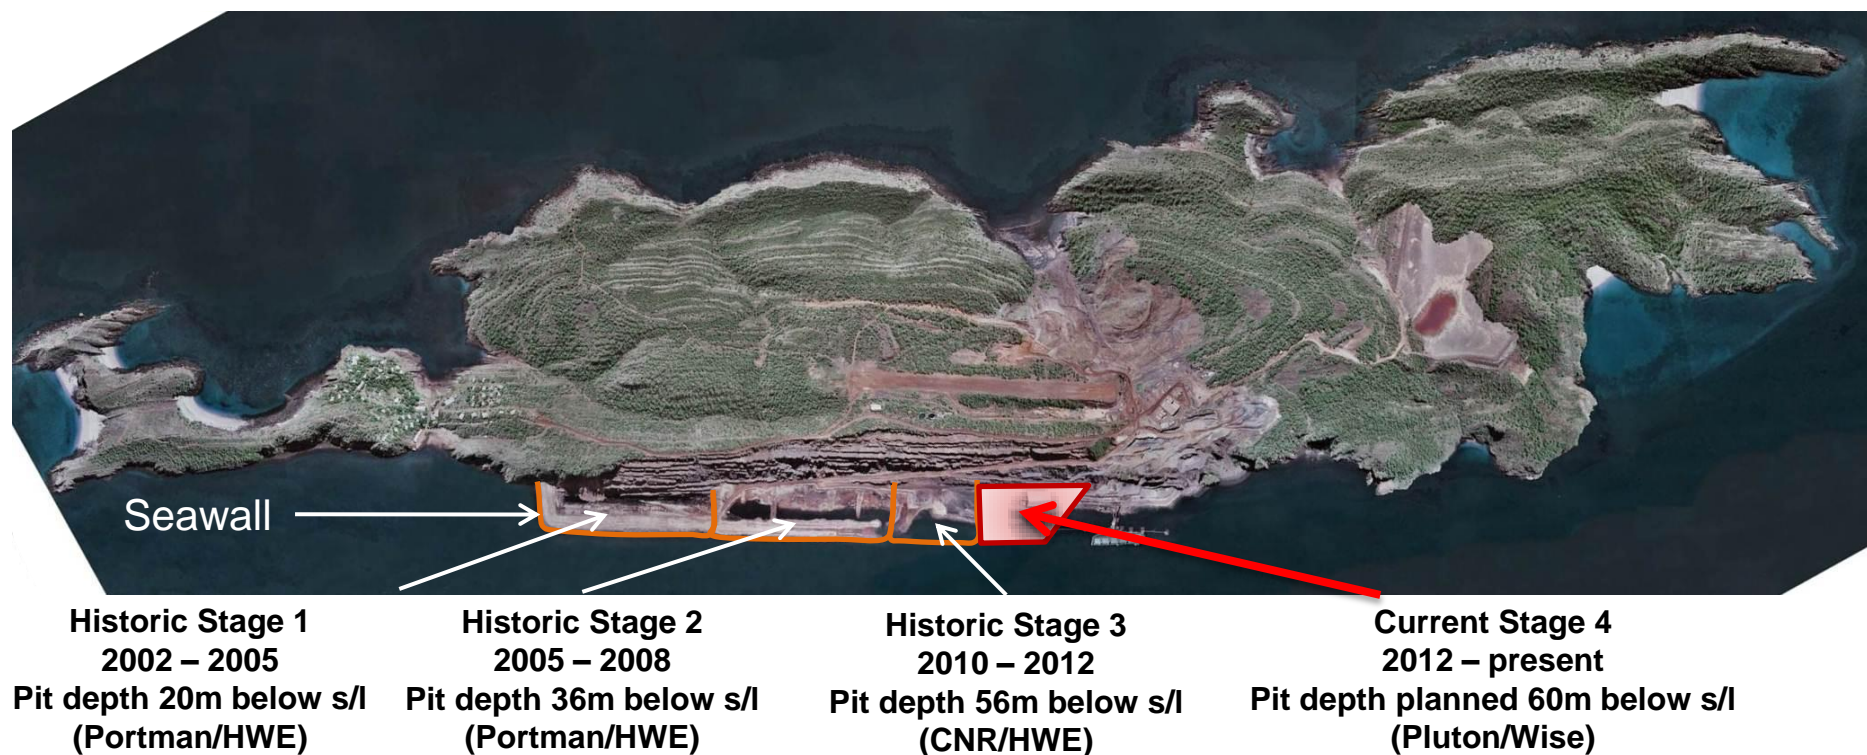 Seawall
Historic Stage 1
2002 – 2005
Pit depth 20m below s/l
(Portman/HWE)
Historic Stage 2
2005 – 2008
Pit depth 36m below s/l
(Portman/HWE)
Historic Stage 3
2010 – 2012
Pit depth 56m below s/l
(CNR/HWE)
Current Stage 4
2012 – present
Pit depth planned 60m below s/l
(Pluton/Wise)